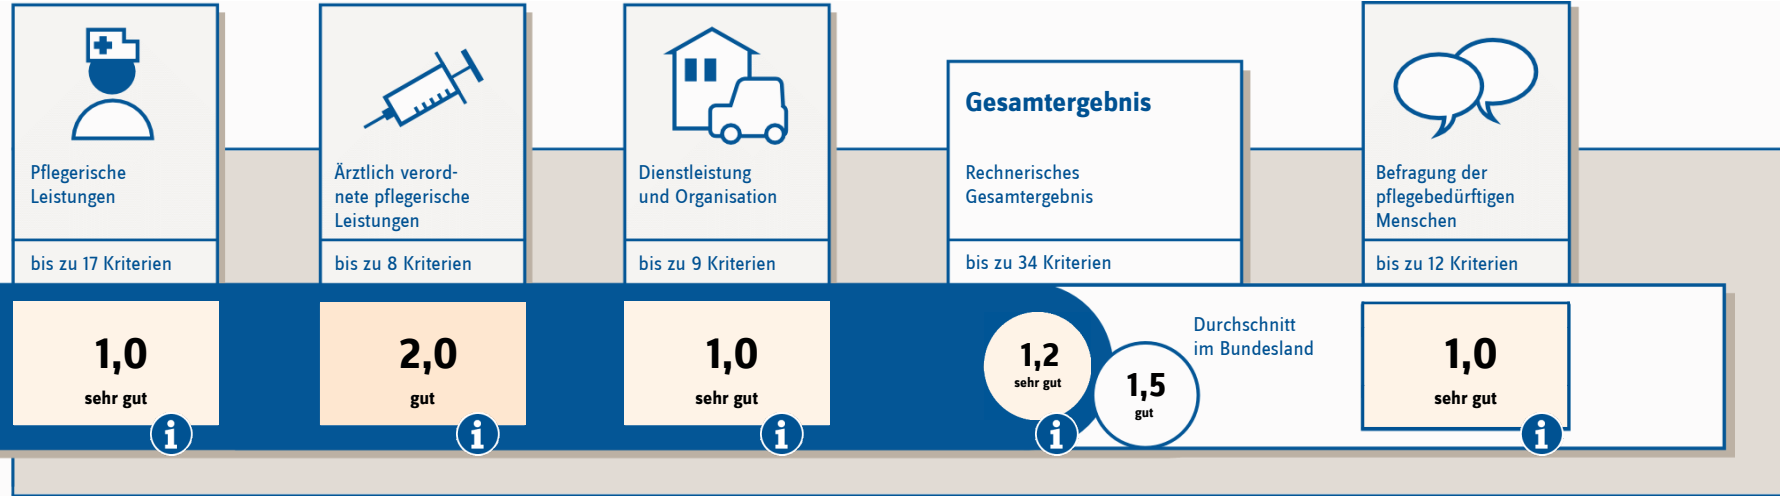 Pflegerische
Leistungen
bis zu 17 Kriterien
1,0
sehr gut
i
Ärztlich verord-
nete pflegerische
Leistungen
bis zu 8 Kriterien
2,0
gut
i
Dienstleistung
und Organisation
bis zu 9 Kriterien
1,0
sehr gut
i
Gesamtergebnis
Rechnerisches
Gesamtergebnis
bis zu 34 Kriterien
1,2
sehr gut
i
1,5
gut
Durchschnitt
im Bundesland
Befragung der
pflegebedürftigen
Menschen
bis zu 12 Kriterien
1,0
sehr gut
i